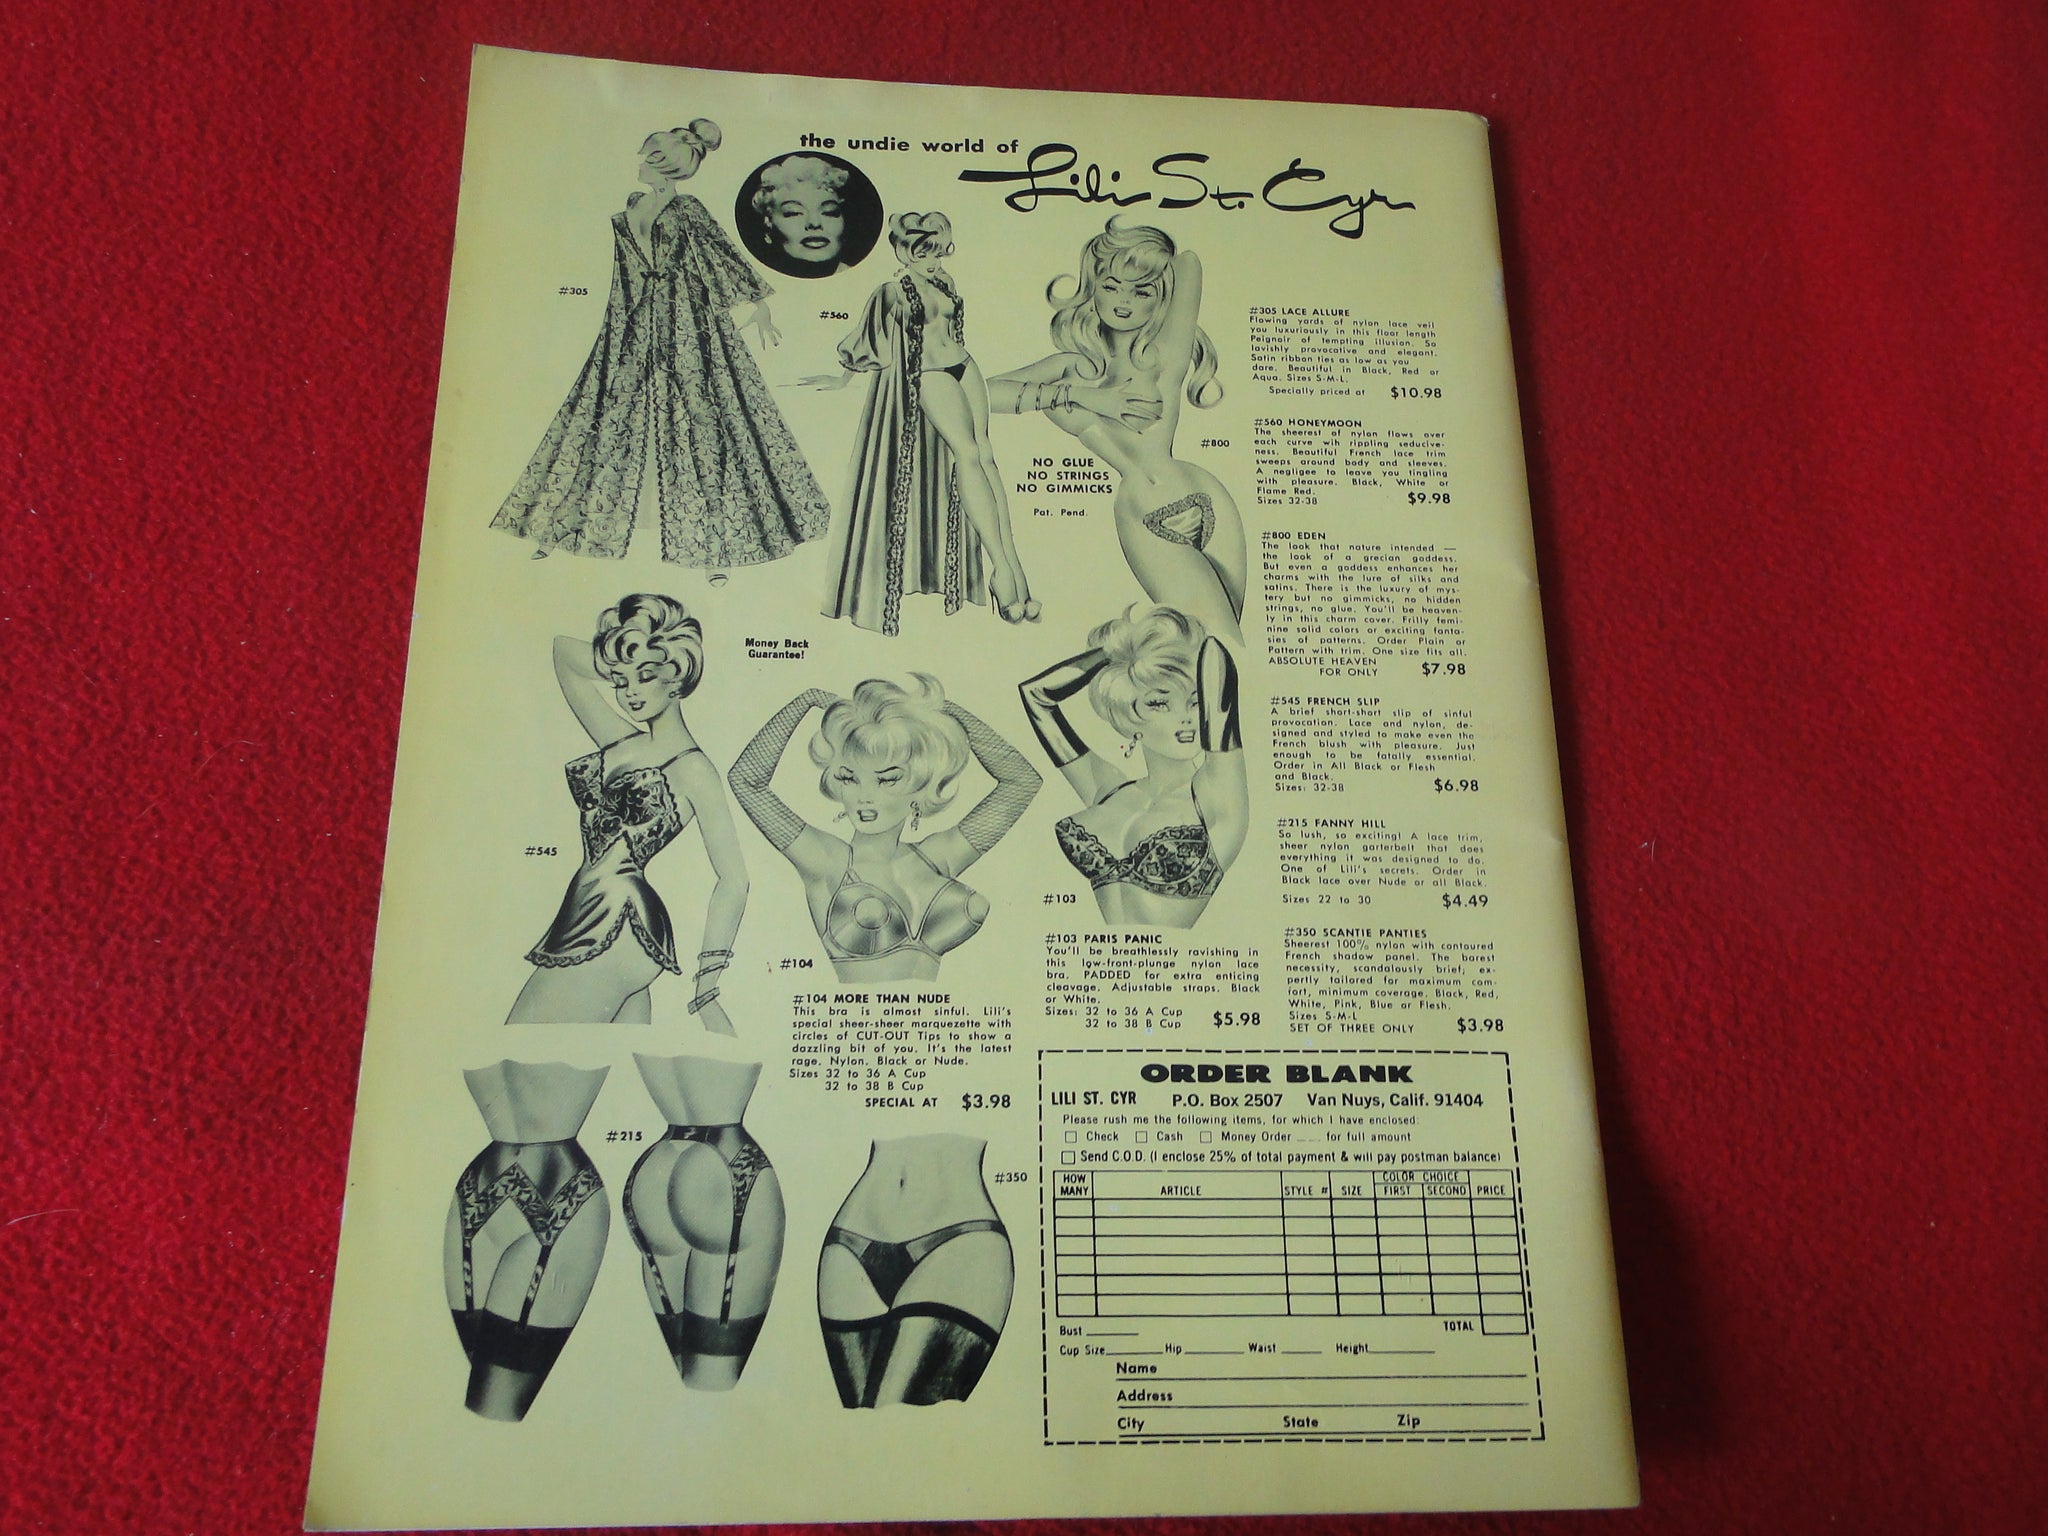 the undie world of
Lili St. Cyr
#305
#560
#800
NO GLUE
NO STRINGS
NO GIMMICKS
Pat. Pend.
#305 LACE ALLURE
Flowing yards of nylon lace veil
you luxuriously in this floor length
Peignoir of tempting illusion. So
lavishly provocative and elegant.
Satin ribbon ties as low as you
dare. Beautiful in Black, Red or
Aqua. Sizes S-M-L.
Specially priced at $10.98
#560 HONEYMOON
The sheerest of nylon flows over
each curve wih rippling seducive-
ness. Beautiful French lace trim
sweeps around body and sleeves.
A negligee to leave you tingling
with pleasure. Black, White or
Flame Red.
Sizes 32-38 $9.98
#800 EDEN
The look that nature intended —
the look of a grecian goddess.
But even a goddess enhances her
charms with the lure of silks and
satins. There is the luxury of mys-
tery but no gimmicks, no hidden
strings, no glue. You'll be heaven-
ly in this charm cover. Frilly femi-
nine solid colors or exciting fanta-
sies of patterns. Order Plain or
Pattern with trim. One size fits all.
ABSOLUTE HEAVEN
FOR ONLY $7.98
#545 FRENCH SLIP
A brief short-short slip of sinful
provocation. Lace and nylon, de-
signed and styled to make even the
French blush with pleasure. Just
enough to be fatally essential.
Order in All Black or Flesh
and Black.
Sizes: 32-38 $6.98
#215 FANNY HILL
So lush, so exciting! A lace trim,
sheer nylon garterbelt that does
everything it was designed to do.
One of Lili's secrets. Order in
Black lace over Nude or all Black.
Sizes 22 to 30 $4.49
#350 SCANTIE PANTIES
Sheerest 100% nylon with contoured
French shadow panel. The barest
necessity, scandalously brief; ex-
pertly tailored for maximum com-
fort, minimum coverage. Black, Red,
White, Pink, Blue or Flesh.
Sizes S-M-L
SET OF THREE ONLY $3.98
Money Back
Guarantee!
#545
#104
#103
#103 PARIS PANIC
You'll be breathlessly ravishing in
this low-front-plunge nylon lace
bra. PADDED for extra enticing
cleavage. Adjustable straps. Black
or White.
Sizes: 32 to 36 A Cup
32 to 38 B Cup $5.98
#104 MORE THAN NUDE
This bra is almost sinful. Lili's
special sheer-sheer marquezette with
circles of CUT-OUT Tips to show a
dazzling bit of you. It's the latest
rage. Nylon. Black or Nude.
Sizes 32 to 36 A Cup
32 to 38 B Cup
SPECIAL AT $3.98
#215
#350
ORDER BLANK
LILI ST. CYR P.O. Box 2507 Van Nuys, Calif. 91404
Please rush me the following items, for which I have enclosed:
Check Cash Money Order for full amount
Send C.O.D. (I enclose 25% of total payment & will pay postman balance)
HOW MANY ARTICLE STYLE # SIZE COLOR CHOICE FIRST SECOND PRICE
Bust TOTAL
Cup Size Hip Waist Height
Name
Address
City State Zip